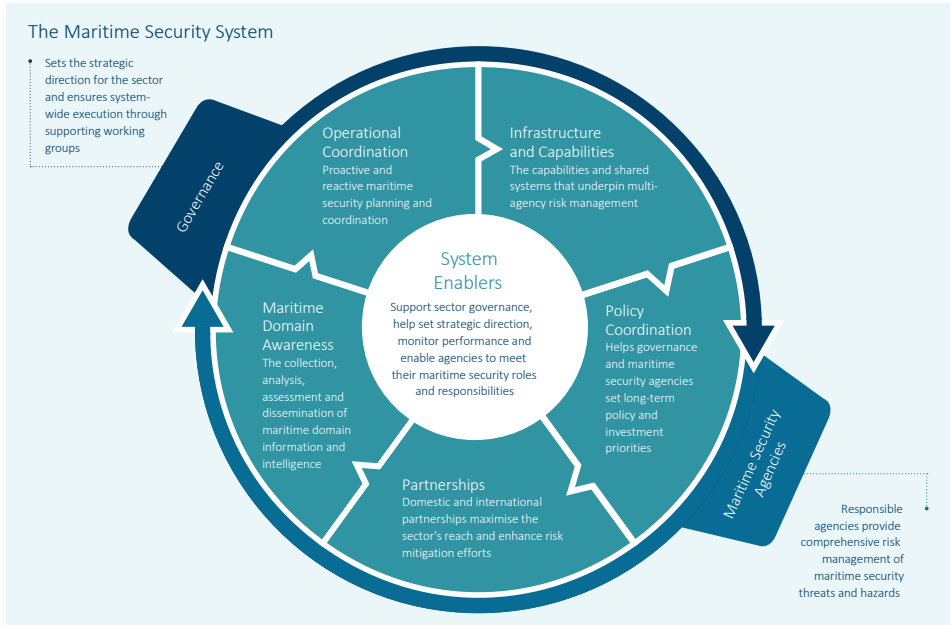 The Maritime Security System
Sets the strategic
direction for the sector
and ensures system-
wide execution through
supporting working
groups
Governance
Operational
Coordination
Proactive and
reactive maritime
security planning and
coordination
Infrastructure
and Capabilities
The capabilities and shared
systems that underpin multi-
agency risk management
System
Enablers
Support sector governance,
help set strategic direction,
monitor performance and
enable agencies to meet
their maritime security roles
and responsibilities
Maritime
Domain
Awareness
The collection,
analysis,
assessment and
dissemination of
maritime domain
information and
intelligence
Policy
Coordination
Helps governance
and maritime
security agencies
set long-term
policy and
investment
priorities
Partnerships
Domestic and international
partnerships maximise the
sector's reach and enhance risk
mitigation efforts
Maritime Security
Agencies
Responsible
agencies provide
comprehensive risk
management of
maritime security
threats and hazards